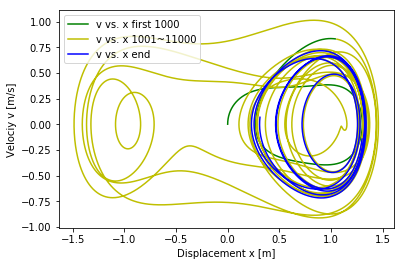 v vs. x first 1000
v vs. x 1001~11000
v vs. x end
1.00
0.75
0.50
0.25
0.00
−0.25
−0.50
−0.75
−1.00
Velociy v [m/s]
−1.5 −1.0 −0.5 0.0 0.5 1.0 1.5
Displacement x [m]